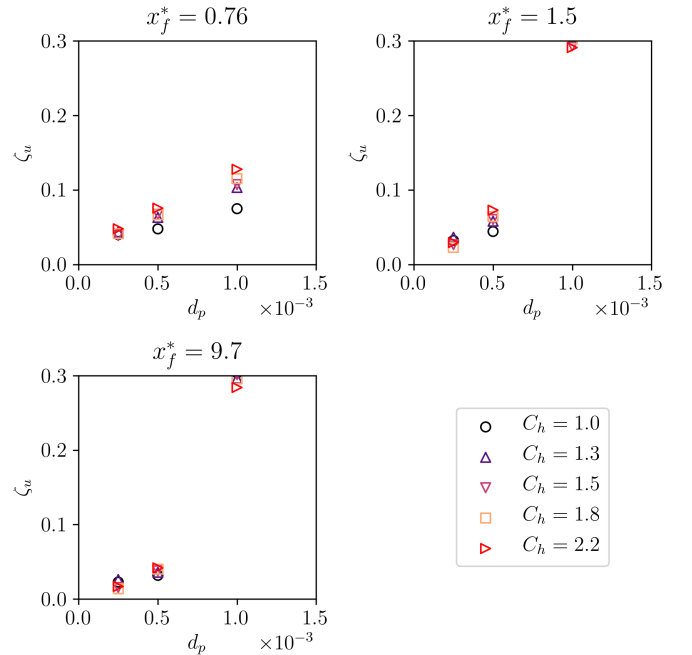 x*_f = 0.76
0.3
0.2
0.1
0.0
ζ_u
0.0 0.5 1.0 1.5
d_p ×10⁻³
x*_f = 1.5
0.3
0.2
0.1
0.0
ζ_u
0.0 0.5 1.0 1.5
d_p ×10⁻³
x*_f = 9.7
0.3
0.2
0.1
0.0
ζ_u
0.0 0.5 1.0 1.5
d_p ×10⁻³
C_h = 1.0
C_h = 1.3
C_h = 1.5
C_h = 1.8
C_h = 2.2